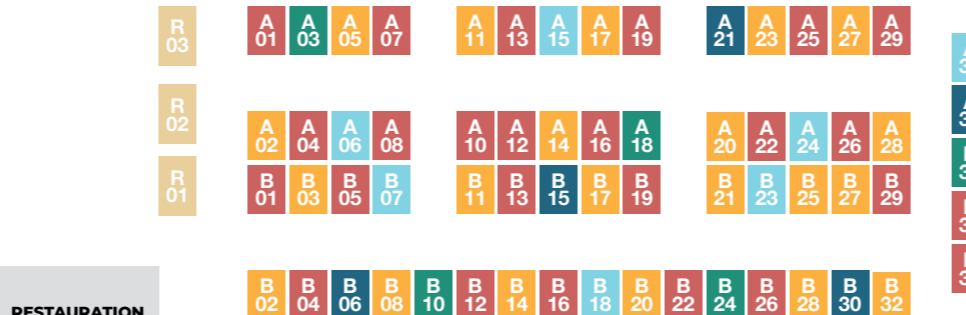 R 03
A 01 A 03 A 05 A 07 A 11 A 13 A 15 A 17 A 19 A 21 A 23 A 25 A 27 A 29
R 02
A 02 A 04 A 06 A 08 A 10 A 12 A 14 A 16 A 18 A 20 A 22 A 24 A 26 A 28
R 01
B 01 B 03 B 05 B 07 B 11 B 13 B 15 B 17 B 19 B 21 B 23 B 25 B 27 B 29
B 02 B 04 B 06 B 08 B 10 B 12 B 14 B 16 B 18 B 20 B 22 B 24 B 26 B 28 B 30 B 32
RESTAURATION